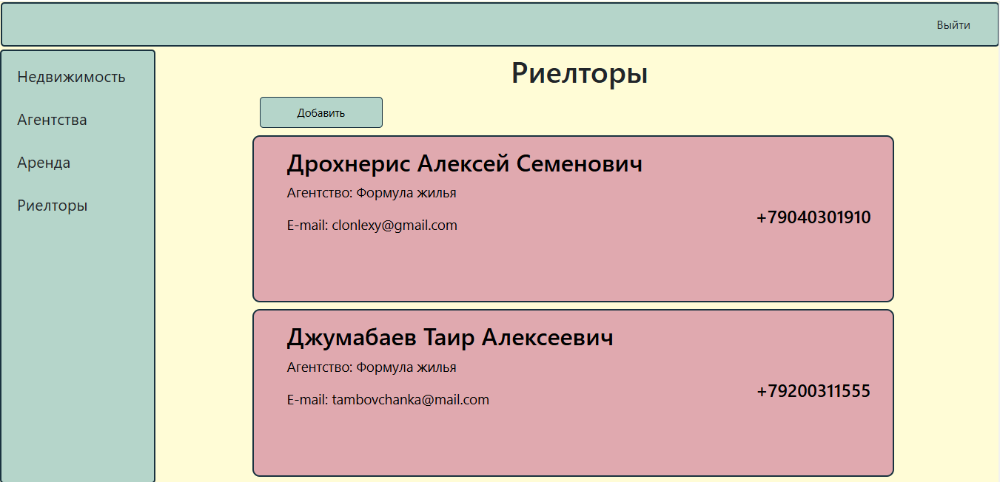 Выйти
Недвижимость
Агентства
Аренда
Риелторы
Риелторы
Добавить
Дрохнерис Алексей Семенович
Агентство: Формула жилья
E-mail: clonlexy@gmail.com
+79040301910
Джумабаев Таир Алексеевич
Агентство: Формула жилья
E-mail: tambovchanka@mail.com
+79200311555